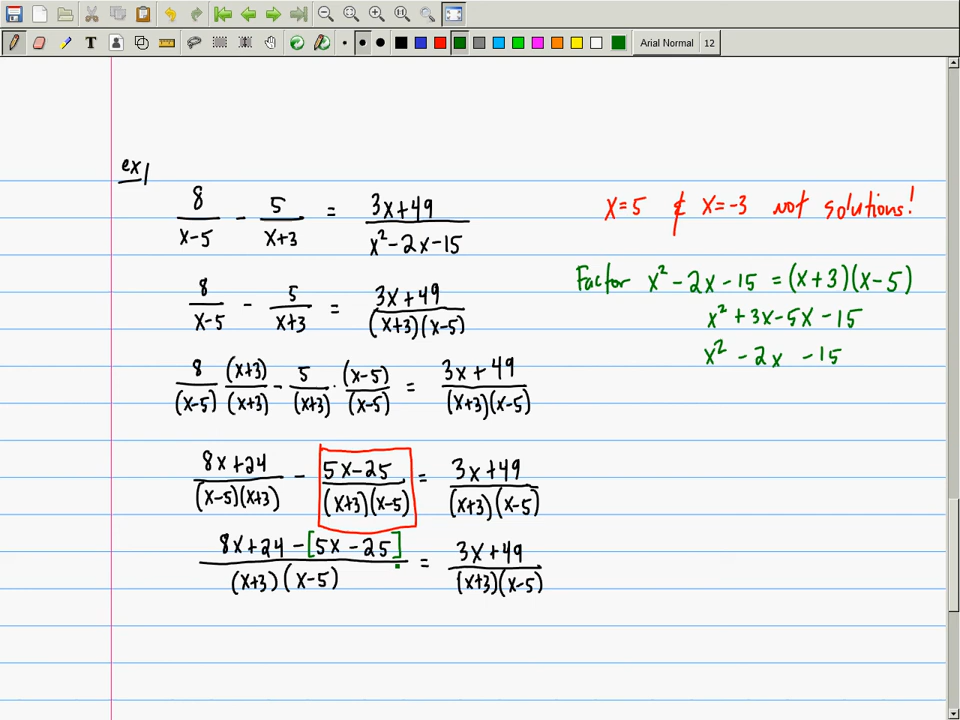 Arial Normal 12
ex1
8/(x-5) - 5/(x+3) = (3x+49)/(x²-2x-15)
x=5 & x=-3 not solutions!
8/(x-5) - 5/(x+3) = (3x+49)/((x+3)(x-5))
Factor x²-2x-15 = (x+3)(x-5)
x²+3x-5x-15
x²-2x-15
8/(x-5) (x+3)/(x+3) - 5/(x+3) · (x-5)/(x-5) = (3x+49)/((x+3)(x-5))
(8x+24)/((x-5)(x+3)) - (5x-25)/((x+3)(x-5)) = (3x+49)/((x+3)(x-5))
(8x+24-[5x-25])/((x+3)(x-5)) = (3x+49)/((x+3)(x-5))